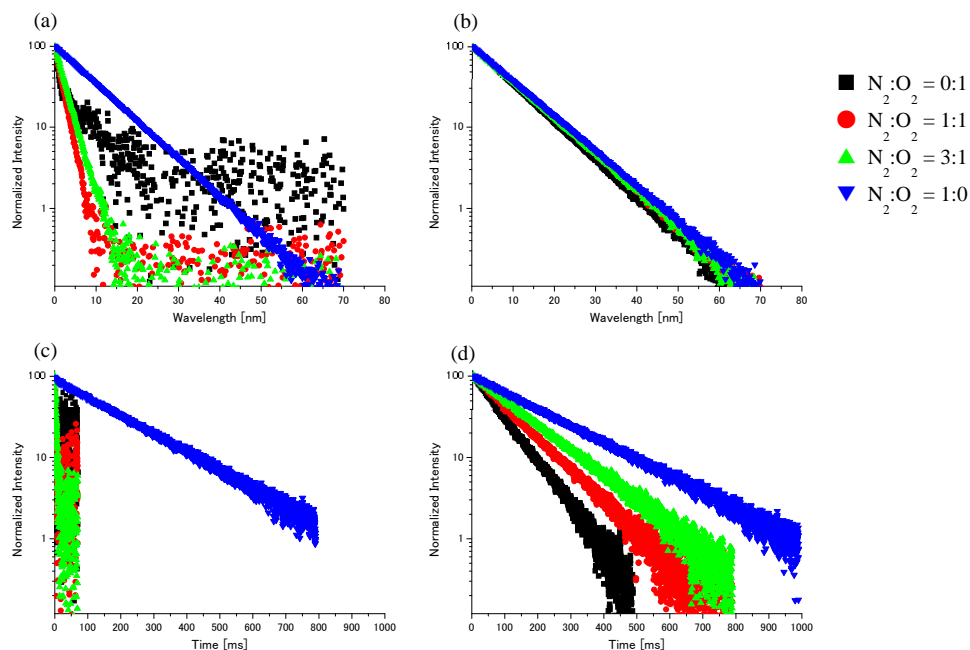 (a)
100
10
1
Normalized Intensity
0 10 20 30 40 50 60 70 80
Wavelength [nm]
(b)
100
10
1
Normalized Intensity
0 10 20 30 40 50 60 70 80
Wavelength [nm]
N2:O2 = 0:1
N2:O2 = 1:1
N2:O2 = 3:1
N2:O2 = 1:0
(c)
100
10
1
Normalized Intensity
0 100 200 300 400 500 600 700 800 900 1000
Time [ms]
(d)
100
10
1
Normalized Intensity
0 100 200 300 400 500 600 700 800 900 1000
Time [ms]